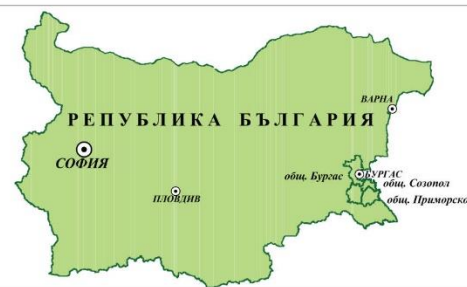 ВАРНА
РЕПУБЛИКА БЪЛГАРИЯ
СОФИЯ
общ. Бургас
БУРГАС
общ. Созопол
ПЛОВДИВ
общ. Приморско